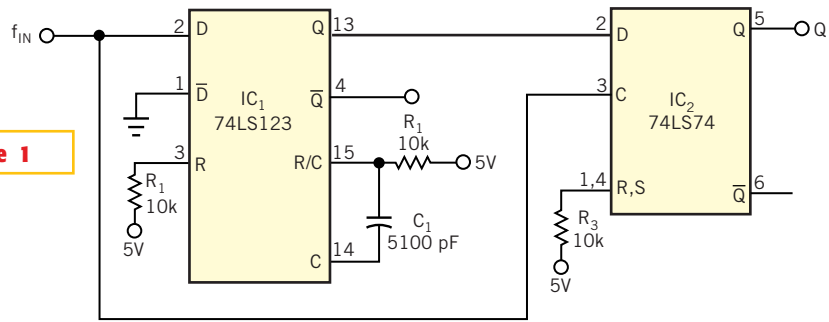 f_IN
2 D
Q 13
1 D̅
Q̅ 4
IC₁
74LS123
3 R
R/C 15
C 14
R₁
10k
5V
R₁
10k
5V
C₁
5100 pF
2 D
Q 5
Q
3 C
IC₂
74LS74
1,4 R,S
Q̅ 6
R₃
10k
5V
e 1